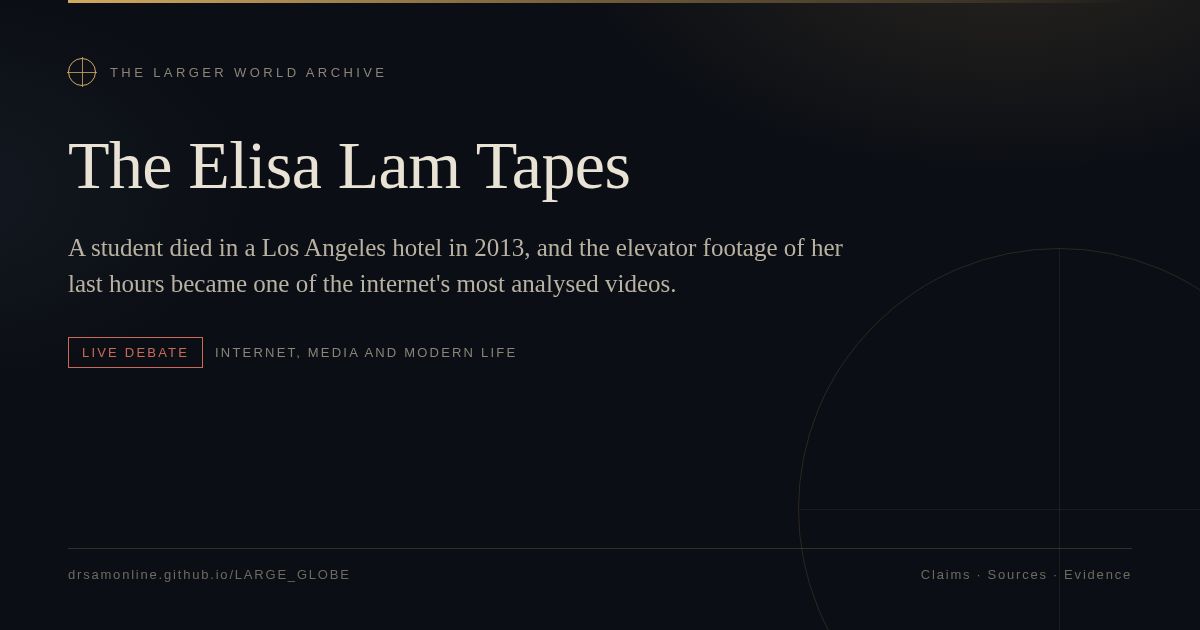 THE LARGER WORLD ARCHIVE
The Elisa Lam Tapes
A student died in a Los Angeles hotel in 2013, and the elevator footage of her
last hours became one of the internet's most analysed videos.
LIVE DEBATE INTERNET, MEDIA AND MODERN LIFE
drsamonline.github.io/LARGE_GLOBE Claims · Sources · Evidence